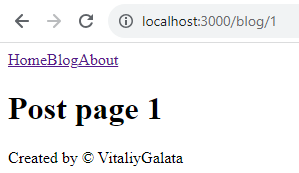 localhost:3000/blog/1
HomeBlogAbout
Post page 1
Created by © VitaliyGalata